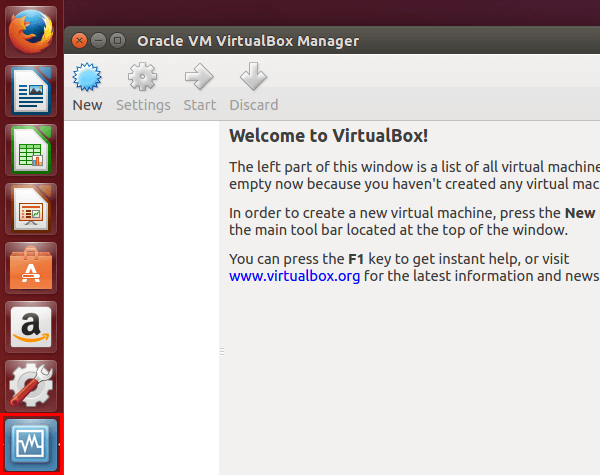 Oracle VM VirtualBox Manager
New Settings Start Discard
Welcome to VirtualBox!
The left part of this window is a list of all virtual machine
empty now because you haven't created any virtual mac
In order to create a new virtual machine, press the New
the main tool bar located at the top of the window.
You can press the F1 key to get instant help, or visit
www.virtualbox.org for the latest information and news
A
a